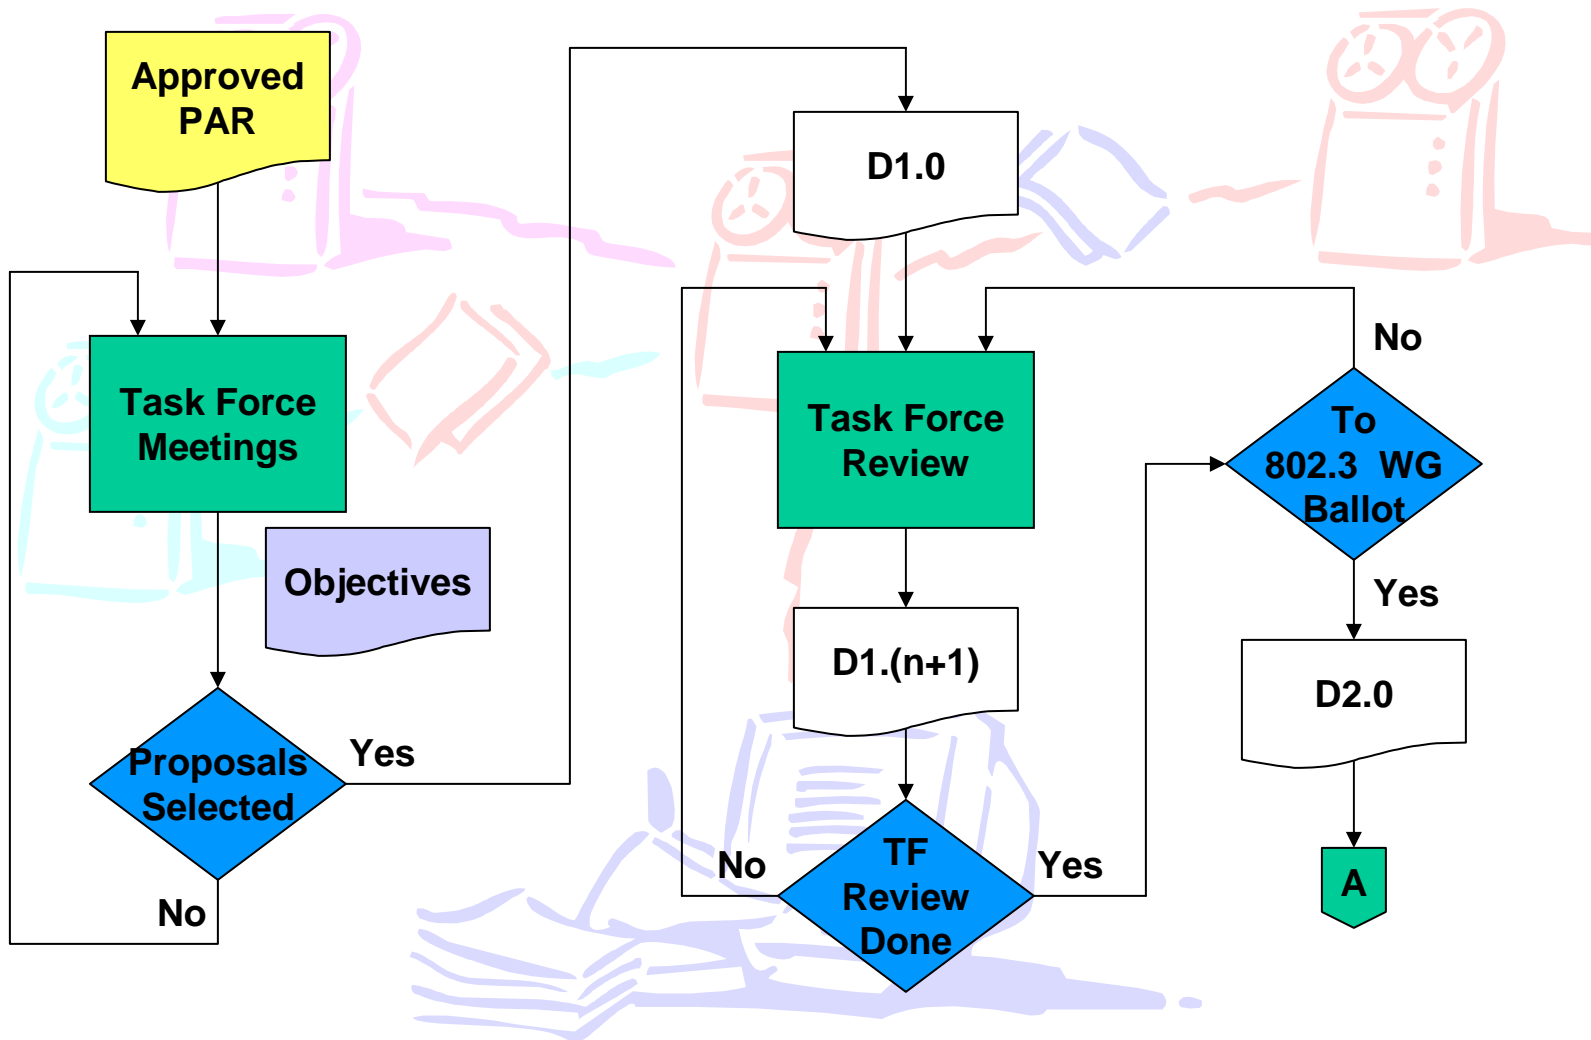 Approved
PAR
Task Force
Meetings
Objectives
Proposals
Selected
Yes
No
D1.0
Task Force
Review
D1.(n+1)
TF
Review
Done
No
Yes
To
802.3 WG
Ballot
No
Yes
D2.0
A